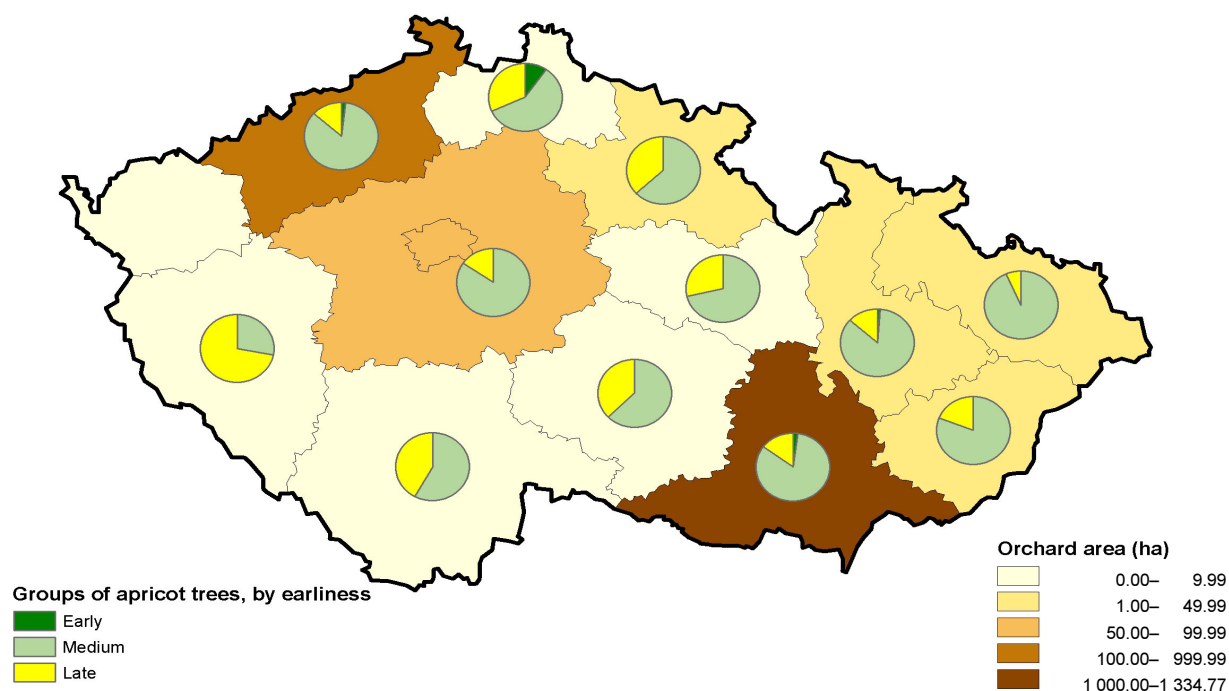 Groups of apricot trees, by earliness
Early
Medium
Late
Orchard area (ha)
0.00– 9.99
1.00– 49.99
50.00– 99.99
100.00– 999.99
1 000.00–1 334.77